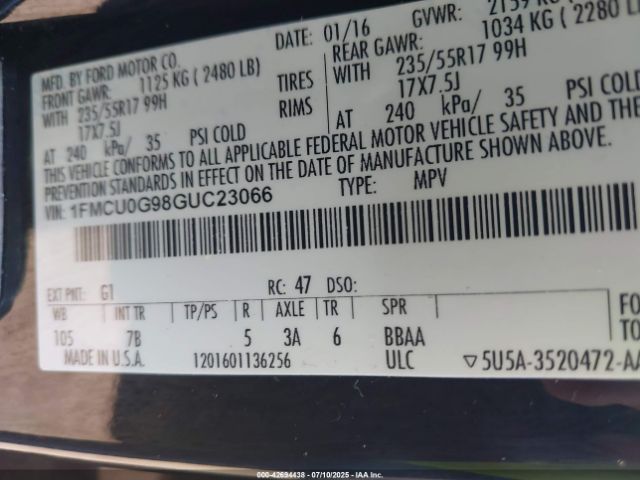 MFD. BY FORD MOTOR CO. DATE: 01/16 GVWR:
FRONT GAWR: 1125 KG ( 2480 LB) REAR GAWR: 1034 KG ( 2280 LB)
WITH 235/55R17 99H TIRES WITH 235/55R17 99H
17X7.5J RIMS 17X7.5J
AT 240 kPa/ 35 PSI COLD AT 240 kPa/ 35 PSI COLD
THIS VEHICLE CONFORMS TO ALL APPLICABLE FEDERAL MOTOR VEHICLE SAFETY AND THE
PREVENTION STANDARDS IN EFFECT ON THE DATE OF MANUFACTURE SHOWN ABOVE.
VIN: 1FMCU0G98GUC23066 TYPE: MPV
EXT PNT: G1 RC: 47 DSO:
WB INT TR TP/PS R AXLE TR SPR
105 7B 5 3A 6 BBAA
MADE IN U.S.A. 1201601136256 ULC ▽5U5A-3520472-AA
FO
TO
00-42694438 - 07/10/2025 - IAA Inc.